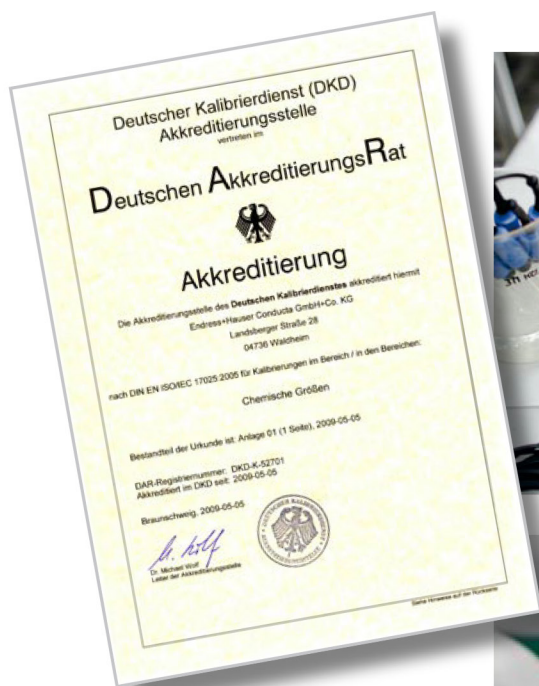 Deutscher Kalibrierdienst (DKD)
Akkreditierungsstelle
vertreten im
Deutschen AkkreditierungsRat
Akkreditierung
Die Akkreditierungsstelle des Deutschen Kalibrierdienstes akkreditiert hiermit
Endress+Hauser Conducta GmbH+Co. KG
Landsberger Straße 28
04736 Waldheim
nach DIN EN ISO/IEC 17025:2005 für Kalibrierungen im Bereich / in den Bereichen:
Chemische Größen
Bestandteil der Urkunde ist: Anlage 01 (1 Seite), 2009-05-05
DAR-Registriernummer: DKD-K-52701
Akkreditiert im DKD seit: 2009-05-05
Braunschweig, 2009-05-05
Dr. Michael Wolf
Leiter der Akkreditierungsstelle
Siehe Hinweise auf der Rückseite